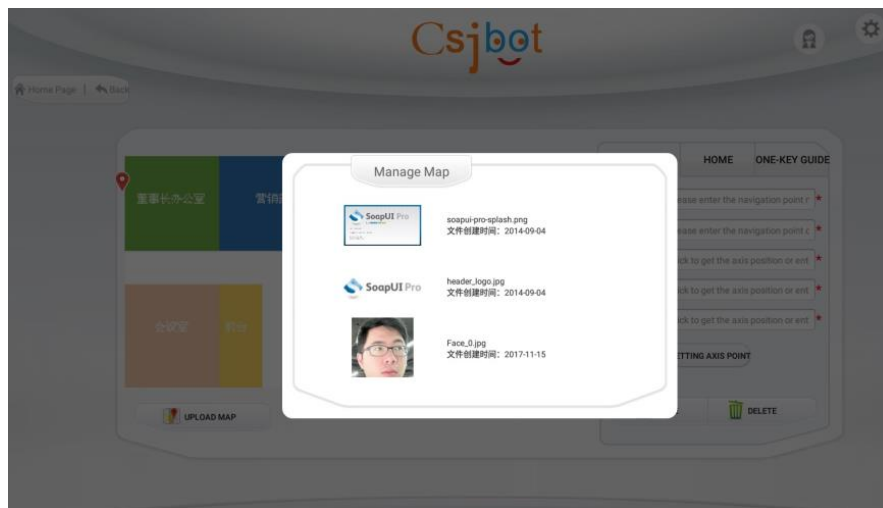 Csjbot
Home Page | Back
HOME
ONE-KEY GUIDE
Manage Map
董事长办公室
营销
SoapUI Pro
soapui-pro-splash.png
文件创建时间: 2014-09-04
SoapUI Pro
header_logo.jpg
文件创建时间: 2014-09-04
Face_0.jpg
文件创建时间: 2017-11-15
ease enter the navigation point r *
ease enter the navigation point c *
ick to get the axis position or ent *
ick to get the axis position or ent *
ick to get the axis position or ent *
会议室
前台
TTING AXIS POINT
UPLOAD MAP
DELETE